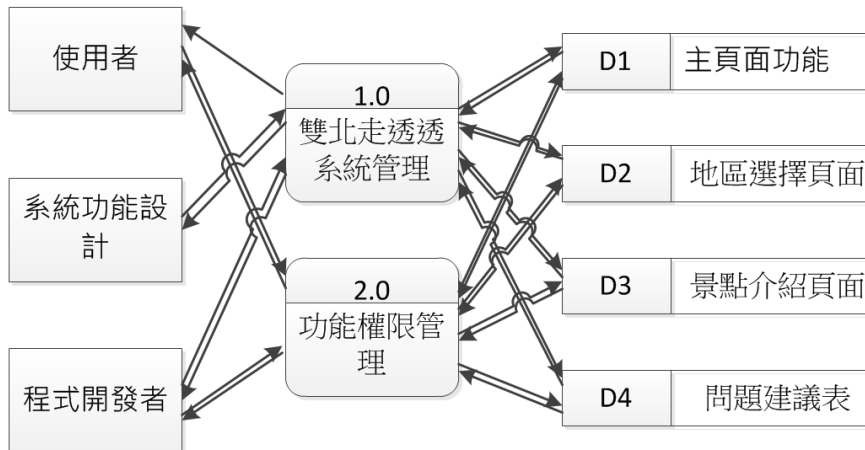 使用者
系統功能設
計
程式開發者
1.0
雙北走透透
系統管理
2.0
功能權限管
理
D1 主頁面功能
D2 地區選擇頁面
D3 景點介紹頁面
D4 問題建議表